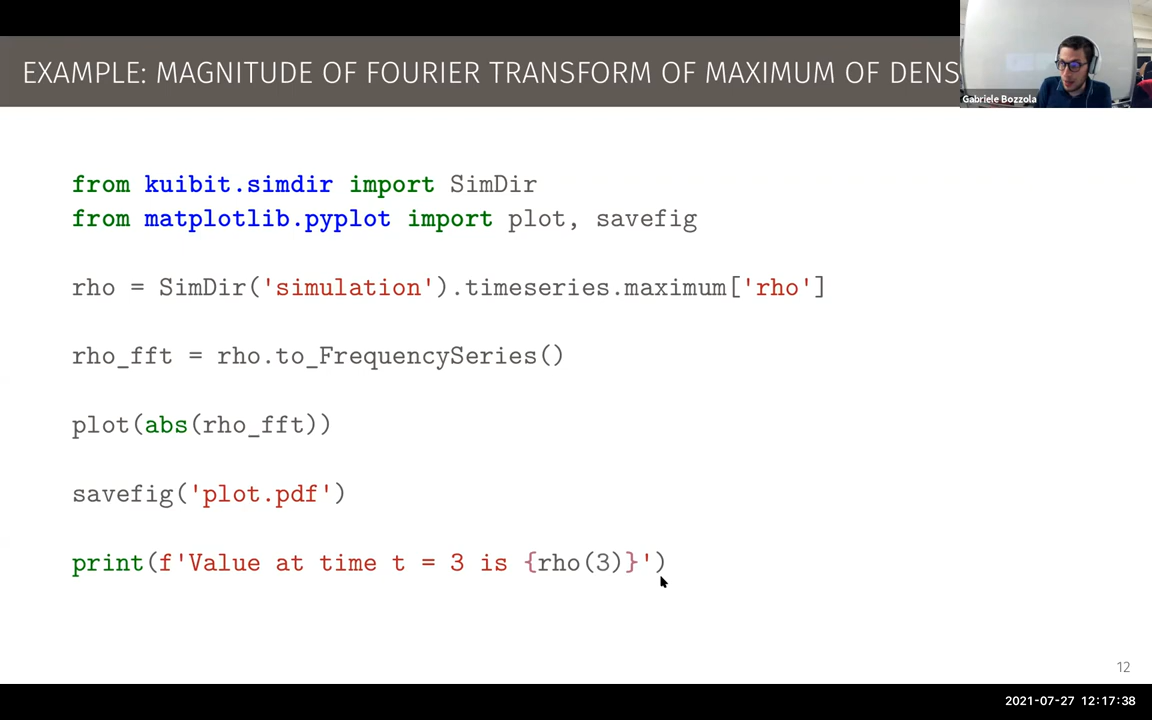 EXAMPLE: MAGNITUDE OF FOURIER TRANSFORM OF MAXIMUM OF DENS
Gabriele Bozzola
from kuibit.simdir import SimDir
from matplotlib.pyplot import plot, savefig
rho = SimDir('simulation').timeseries.maximum['rho']
rho_fft = rho.to_FrequencySeries()
plot(abs(rho_fft))
savefig('plot.pdf')
print(f'Value at time t = 3 is {rho(3)}')
12
2021-07-27 12:17:38